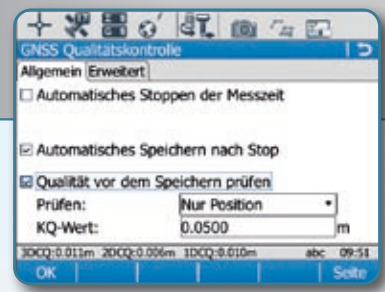 GNSS Qualitätskontrolle
Allgemein Erweitert
Automatisches Stoppen der Messzeit
Automatisches Speichern nach Stop
Qualität vor dem Speichern prüfen
Prüfen: Nur Position
KQ-Wert: 0.0500 m
3DCQ:0.011m 2DCQ:0.006m 1DCQ:0.010m abc 09:51
OK Seite